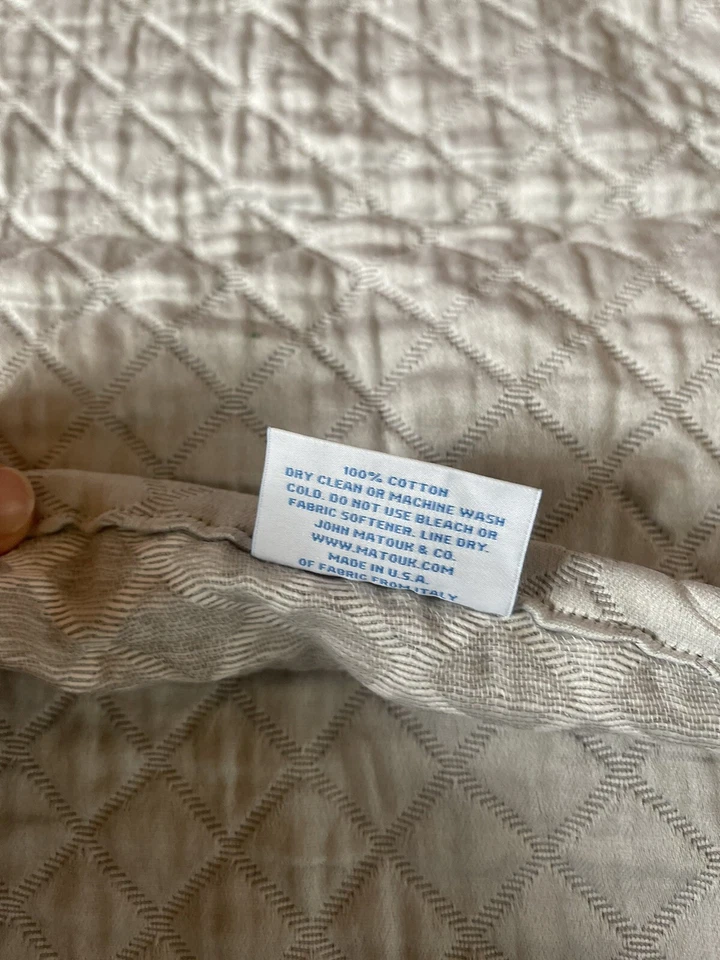 100% COTTON
DRY CLEAN OR MACHINE WASH
COLD. DO NOT USE BLEACH OR
FABRIC SOFTENER. LINE DRY.
JOHN MATOUK & CO.
WWW.MATOUK.COM
MADE IN U.S.A.
OF FABRIC FROM ITALY